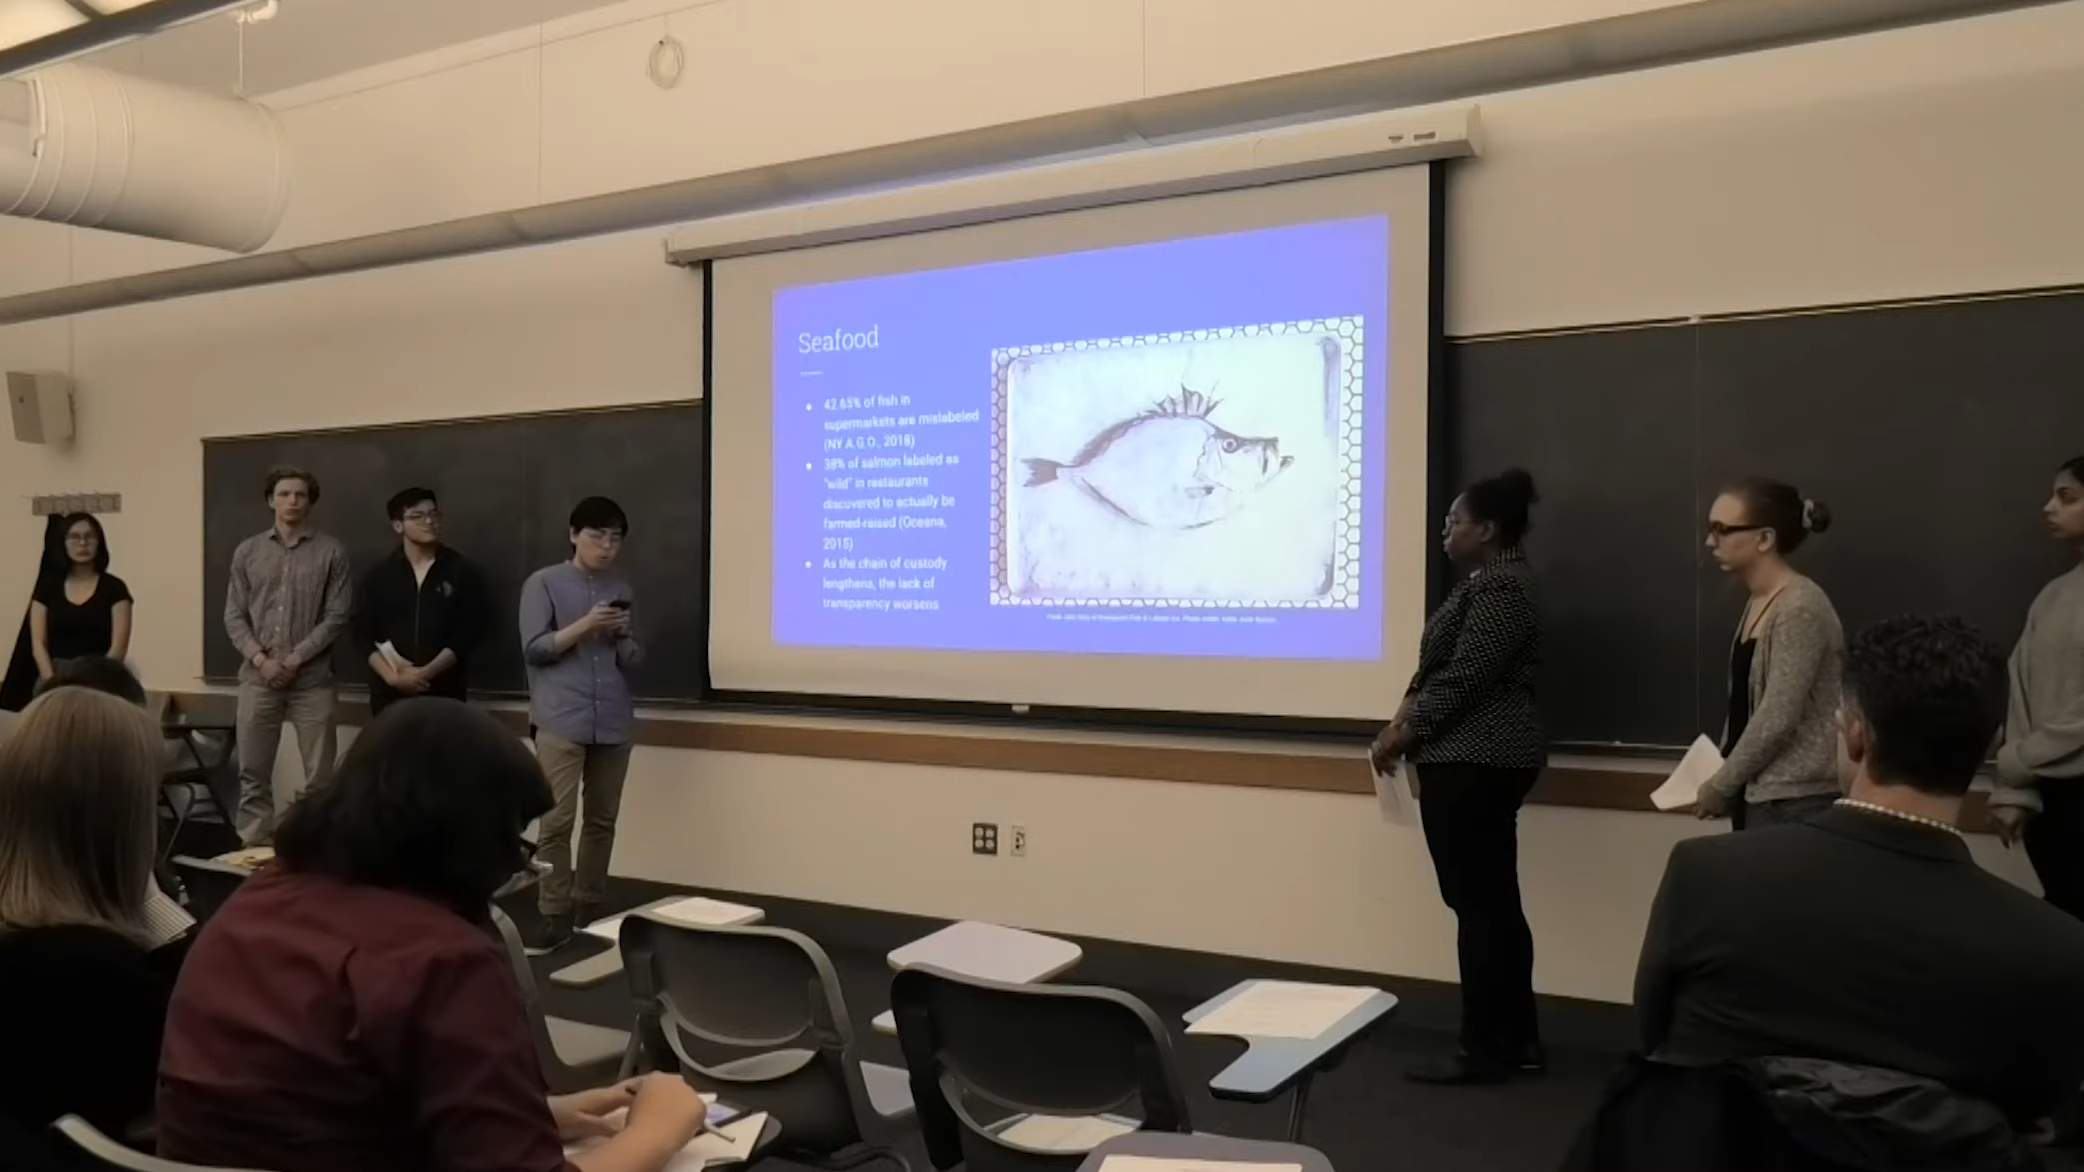 Seafood
42.65% of fish in
supermarkets are mislabeled
(NY A.G.O., 2018)
38% of salmon labeled as
"wild" in restaurants
discovered to actually be
farmed-raised (Oceana,
2015)
As the chain of custody
lengthens, the lack of
transparency worsens